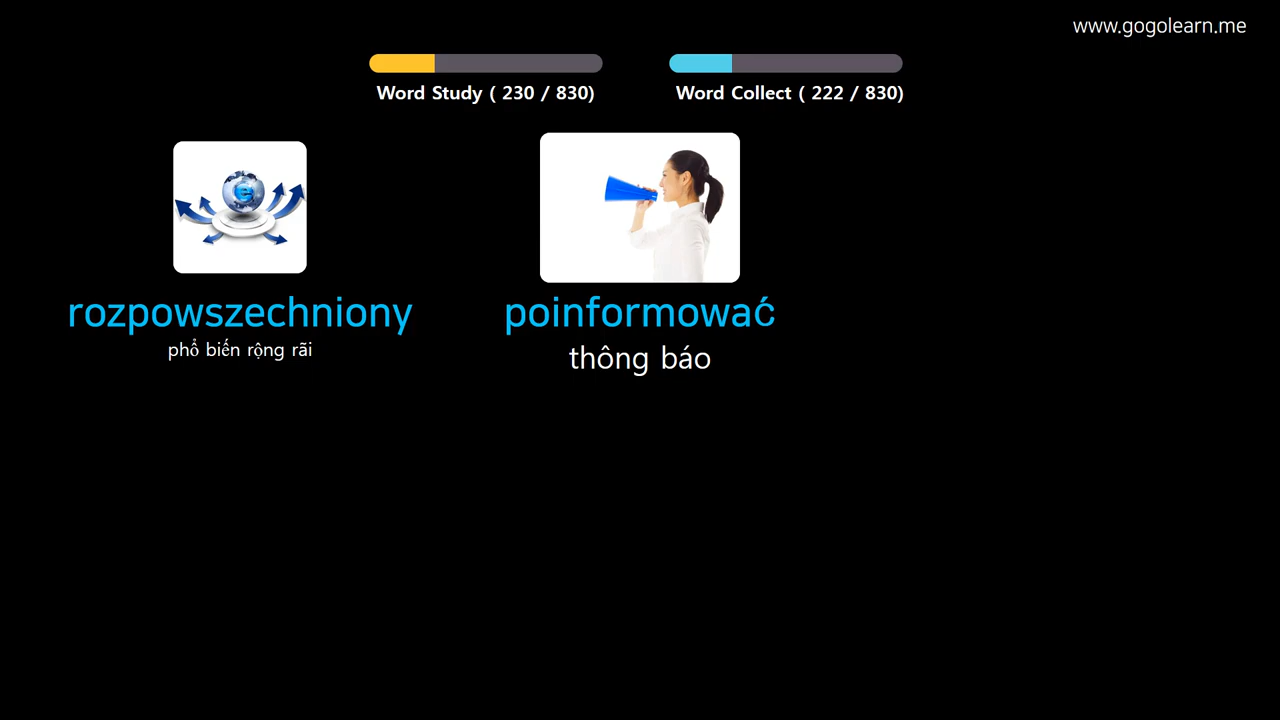 www.gogolearn.me
Word Study ( 230 / 830)
Word Collect ( 222 / 830)
rozpowszechniony
phổ biến rộng rãi
poinformować
thông báo